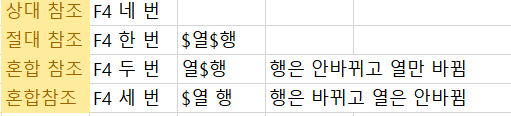 상대 참조 F4 네 번
절대 참조 F4 한 번 $열$행
혼합 참조 F4 두 번 열$행 행은 안바뀌고 열만 바뀜
혼합참조 F4 세 번 $열 행 행은 바뀌고 열은 안바뀜